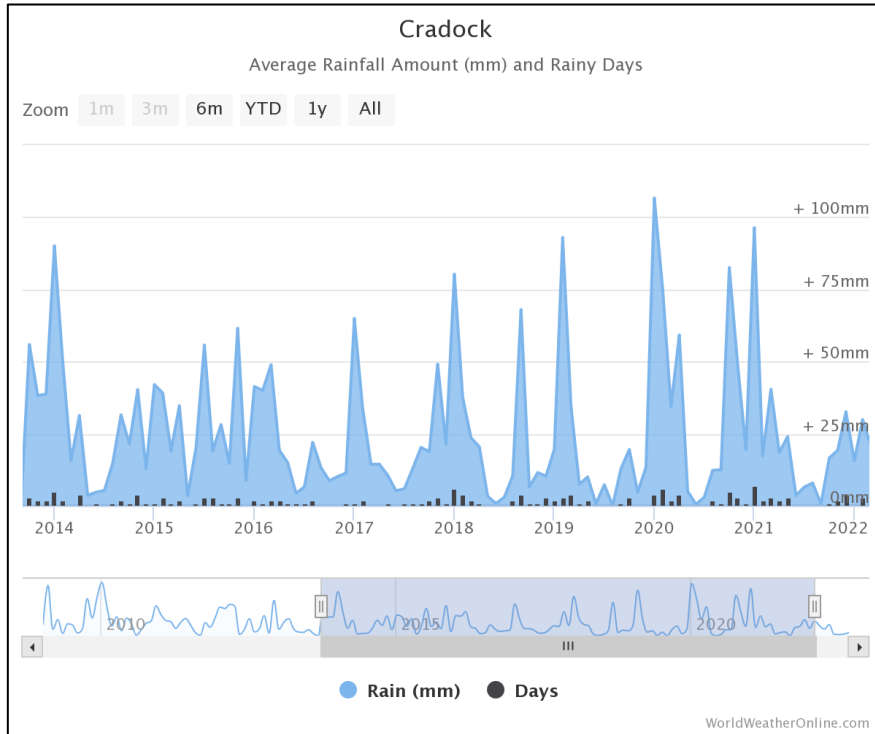 Cradock
Average Rainfall Amount (mm) and Rainy Days
Zoom 1m 3m 6m YTD 1y All
+ 100mm
+ 75mm
+ 50mm
+ 25mm
0mm
2014 2015 2016 2017 2018 2019 2020 2021 2022
2010 2015 2020
Rain (mm) Days
WorldWeatherOnline.com